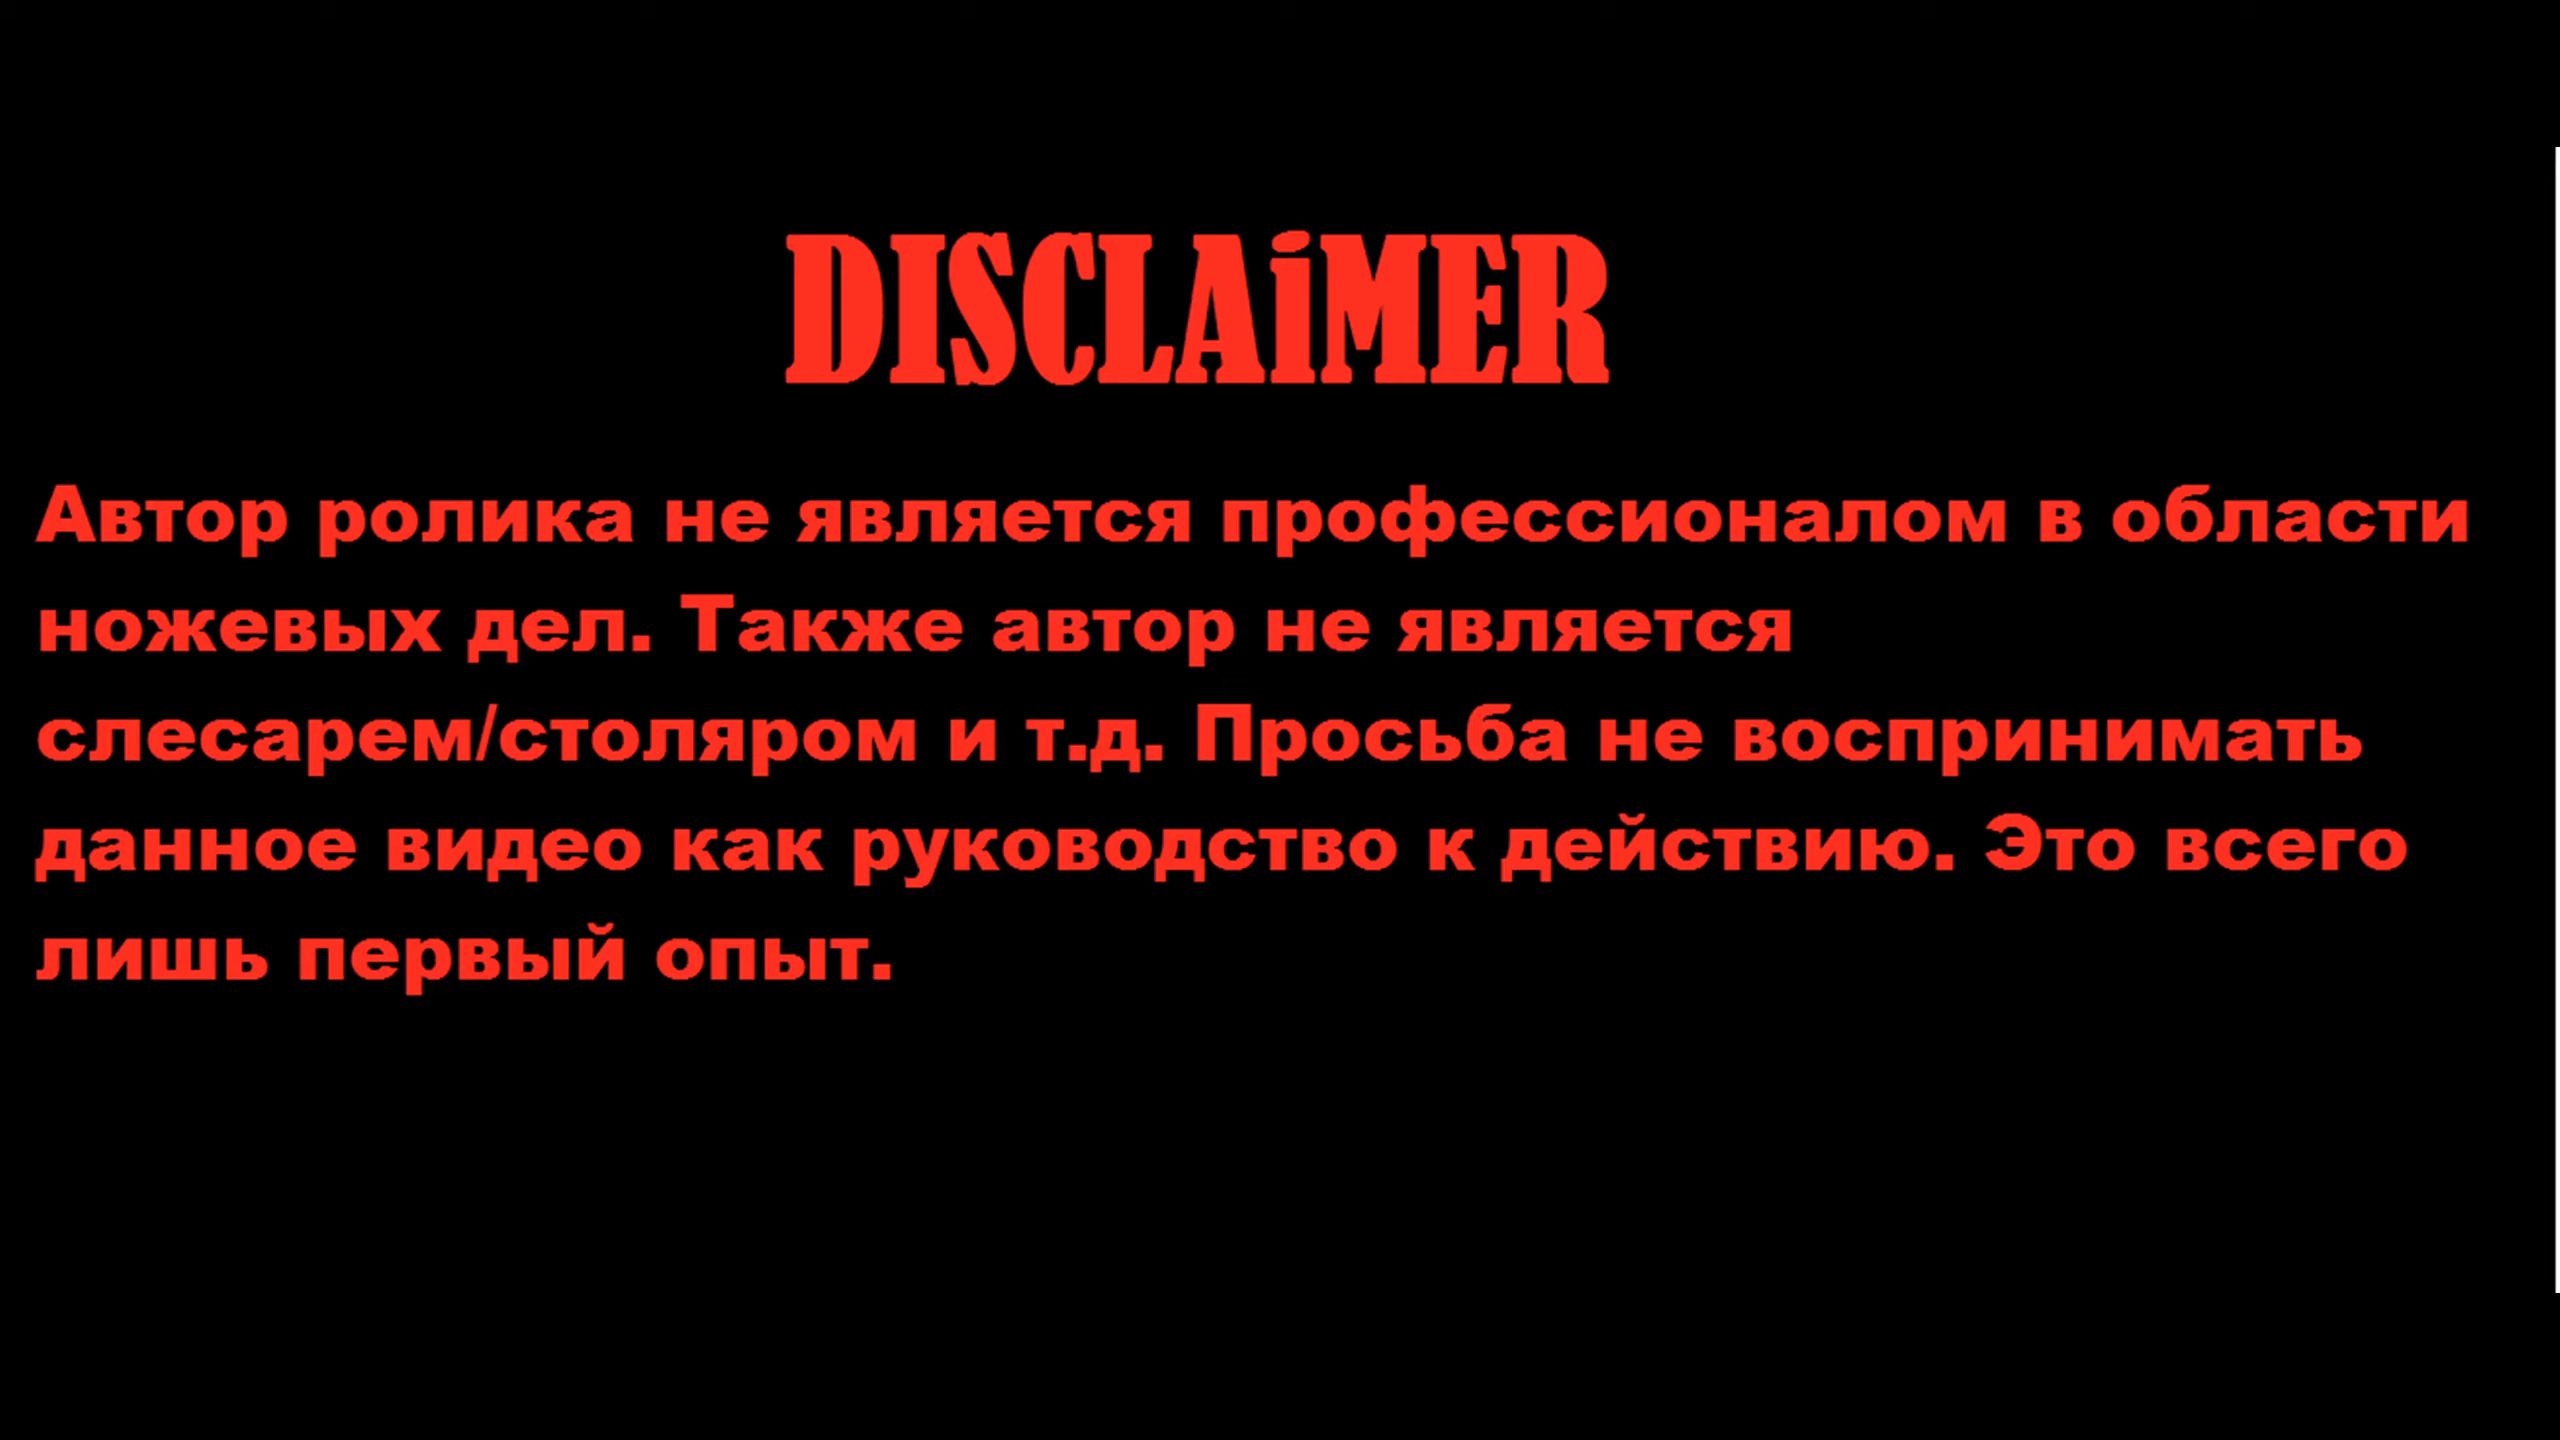 DISCLAiMER
Автор ролика не является профессионалом в области
ножевых дел. Также автор не является
слесарем/столяром и т.д. Просьба не воспринимать
данное видео как руководство к действию. Это всего
лишь первый опыт.